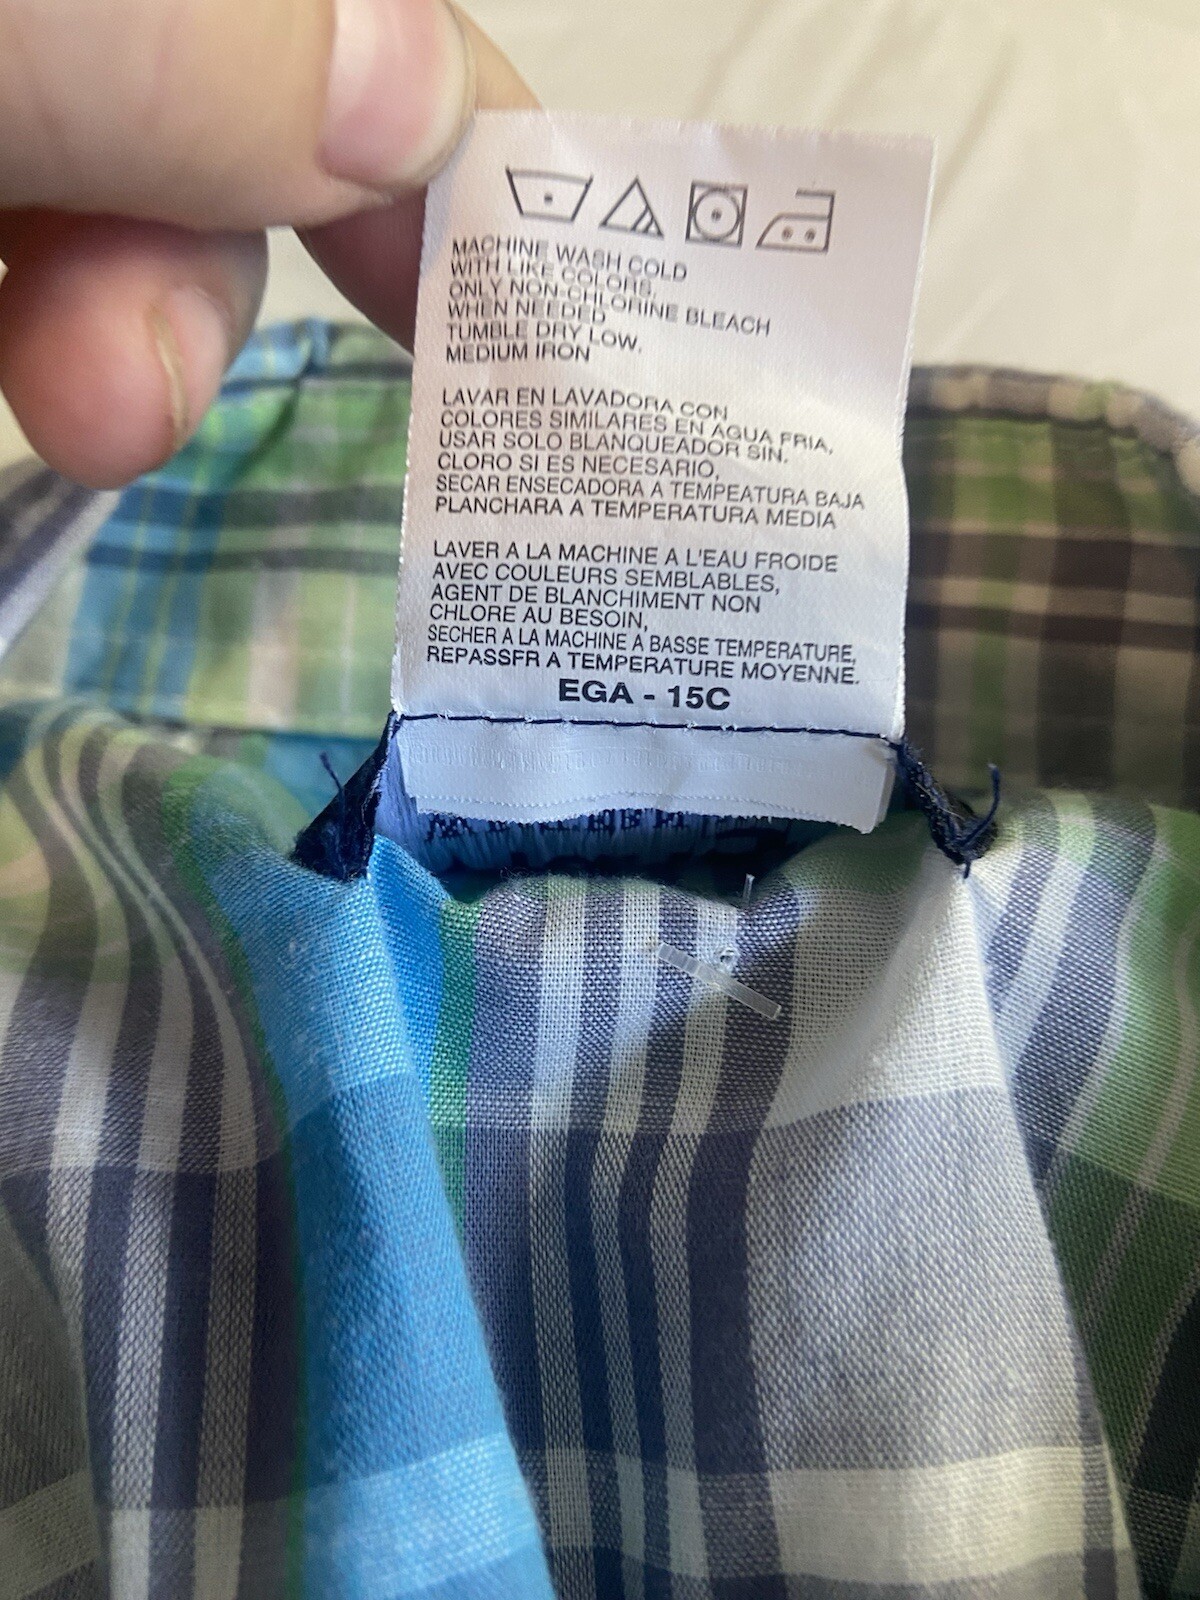 MACHINE WASH COLD
WITH LIKE COLORS.
ONLY NON-CHLORINE BLEACH
WHEN NEEDED
TUMBLE DRY LOW.
MEDIUM IRON
LAVAR EN LAVADORA CON
COLORES SIMILARES EN AGUA FRIA,
USAR SOLO BLANQUEADOR SIN.
CLORO SI ES NECESARIO,
SECAR ENSECADORA A TEMPEATURA BAJA
PLANCHARA A TEMPERATURA MEDIA
LAVER A LA MACHINE A L'EAU FROIDE
AVEC COULEURS SEMBLABLES,
AGENT DE BLANCHIMENT NON
CHLORE AU BESOIN,
SECHER A LA MACHINE A BASSE TEMPERATURE,
REPASSFR A TEMPERATURE MOYENNE.
EGA - 15C